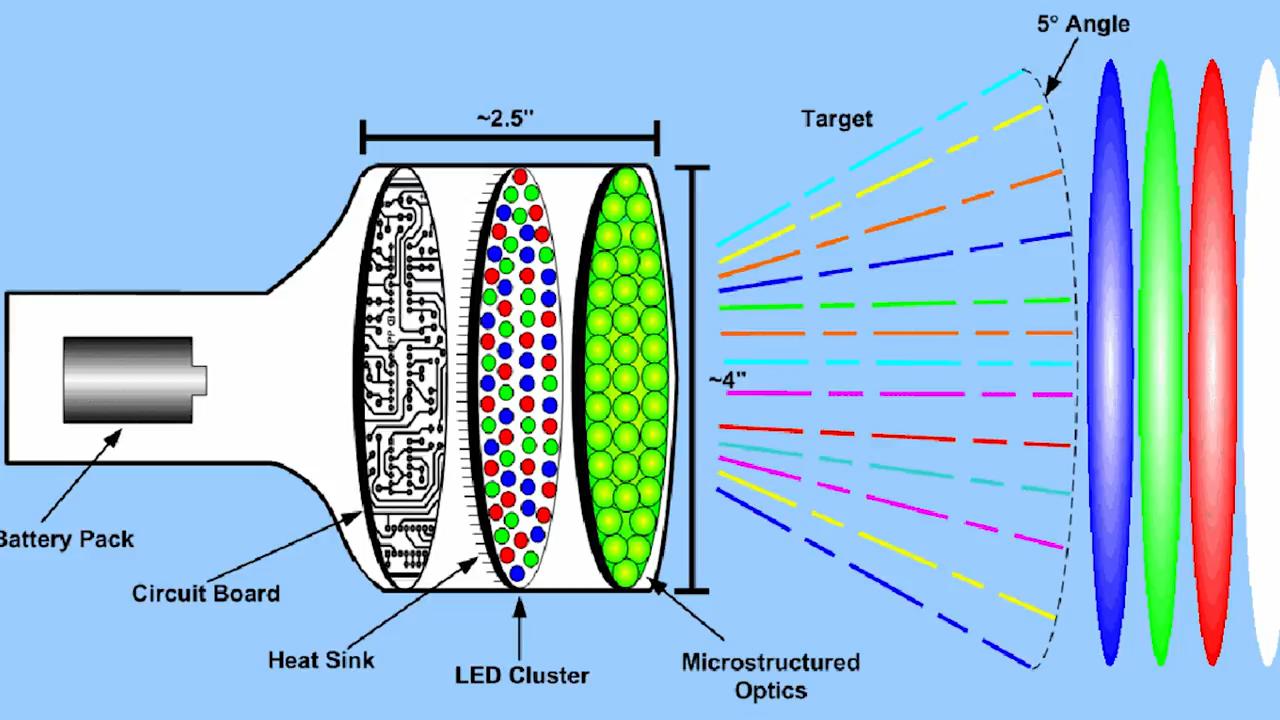 5° Angle
~2.5"
Target
~4"
Battery Pack
Circuit Board
Heat Sink
LED Cluster
Microstructured
Optics